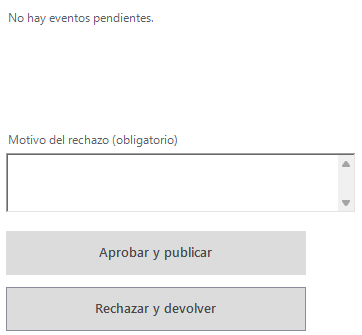 No hay eventos pendientes.
Motivo del rechazo (obligatorio)
Aprobar y publicar
Rechazar y devolver